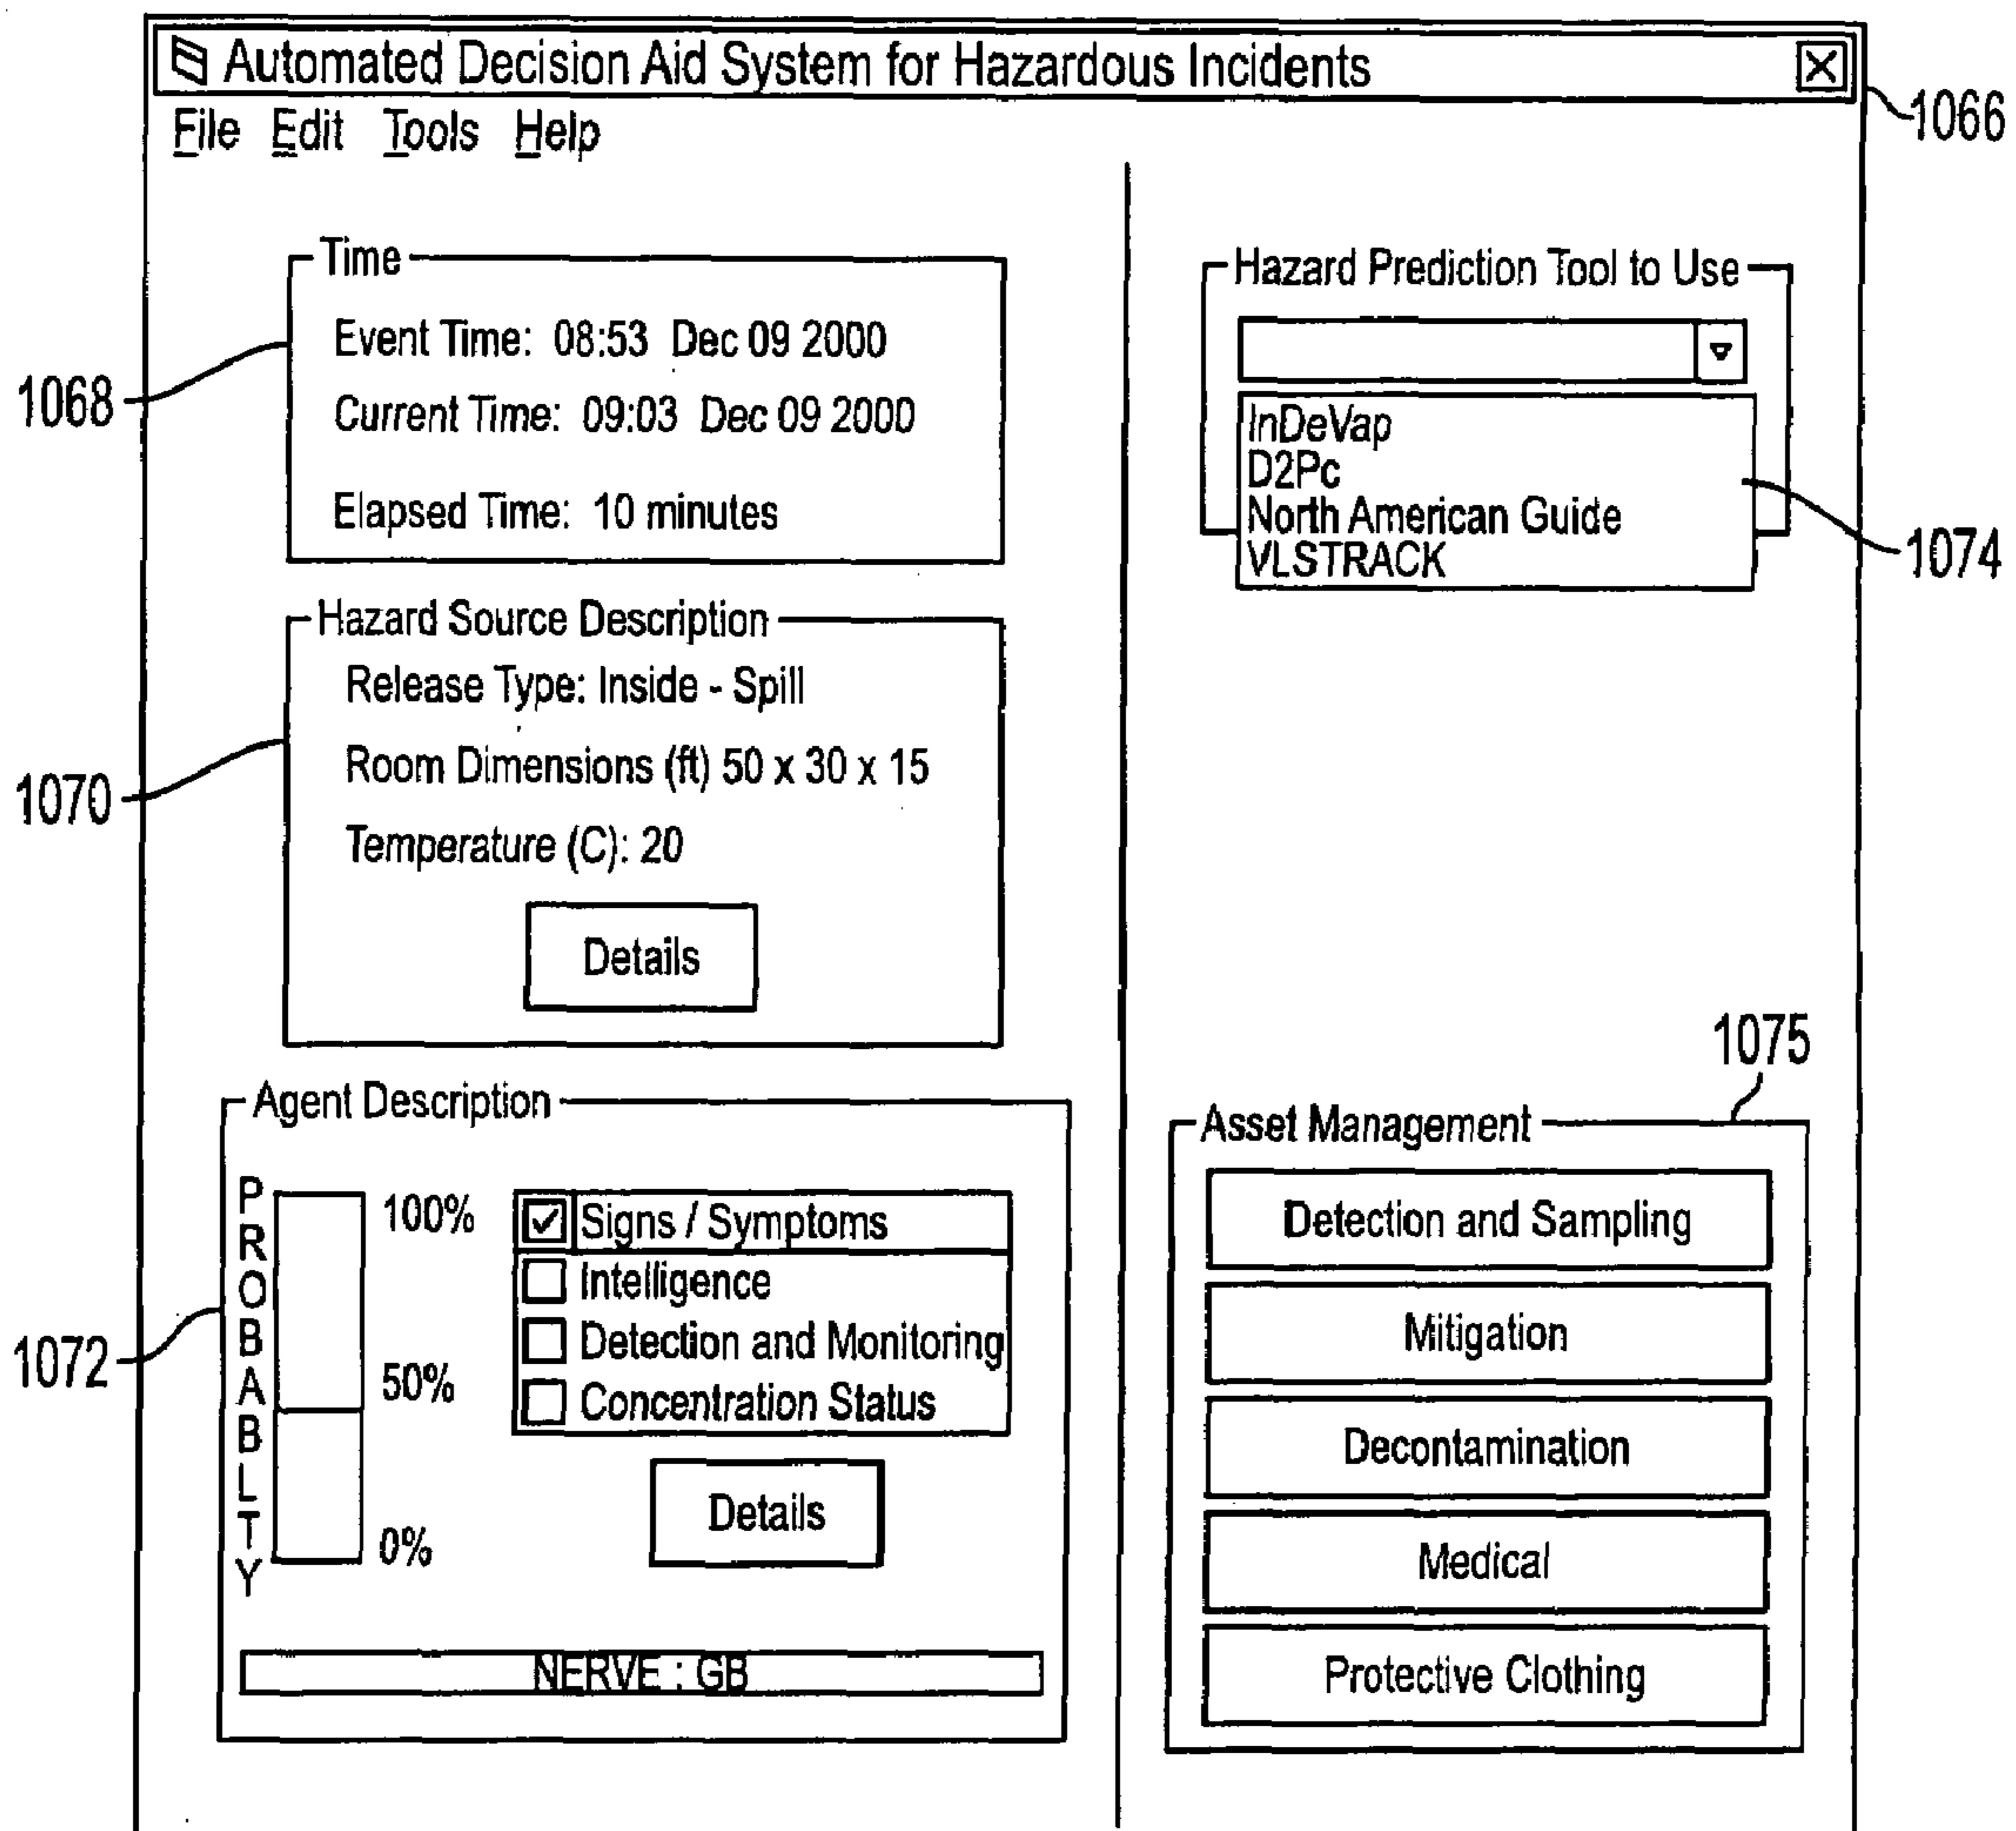 Automated Decision Aid System for Hazardous Incidents
1066
File Edit Tools Help
Time
Event Time: 08:53 Dec 09 2000
Current Time: 09:03 Dec 09 2000
Elapsed Time: 10 minutes
1068
Hazard Source Description
Release Type: Inside - Spill
Room Dimensions (ft) 50 x 30 x 15
Temperature (C): 20
Details
1070
Agent Description
PROBABLTY
100%
50%
0%
Signs / Symptoms
Intelligence
Detection and Monitoring
Concentration Status
Details
NERVE : GB
1072
Hazard Prediction Tool to Use
InDeVap
D2Pc
North American Guide
VLSTRACK
1074
1075
Asset Management
Detection and Sampling
Mitigation
Decontamination
Medical
Protective Clothing